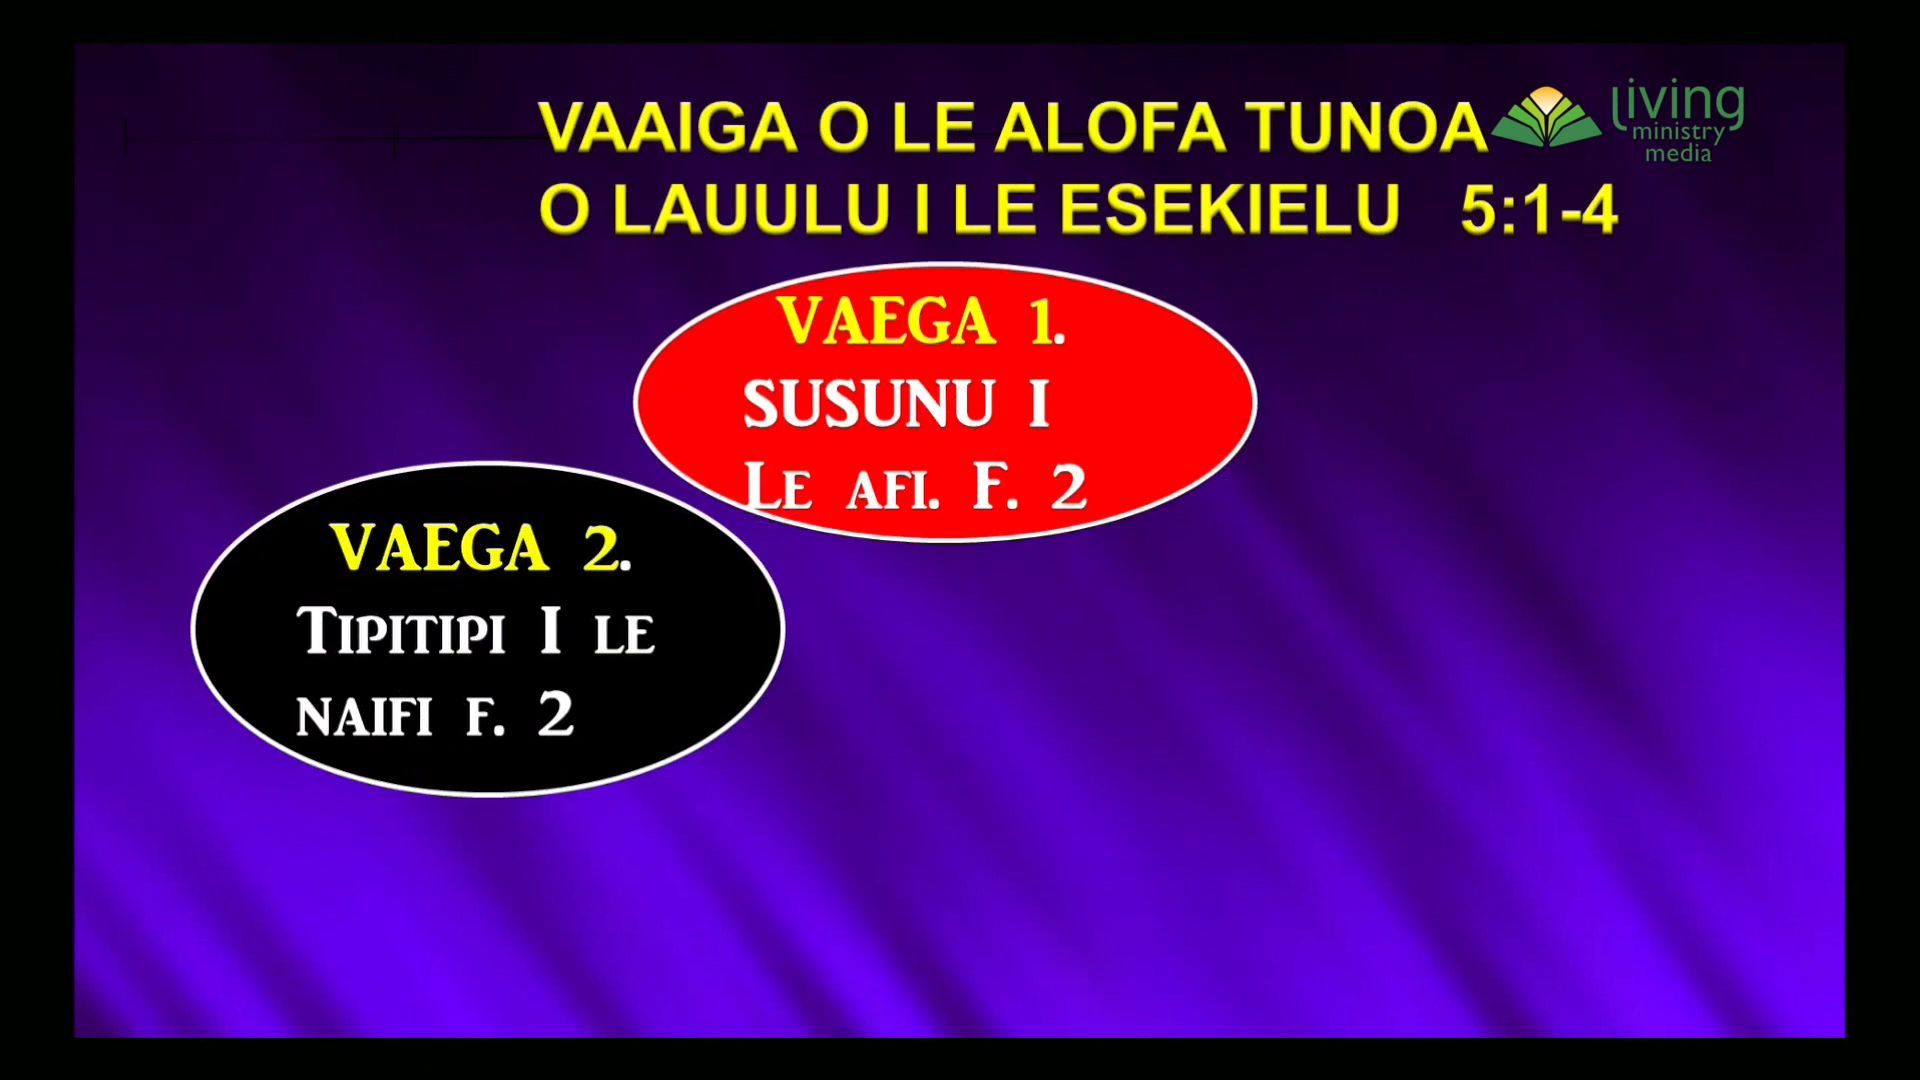 VAAIGA O LE ALOFA TUNOA
O LAUULU I LE ESEKIELU 5:1-4
living
ministry
media
VAEGA 1.
SUSUNU I
LE AFI. F. 2
VAEGA 2.
TIPITIPI I LE
NAIFI F. 2